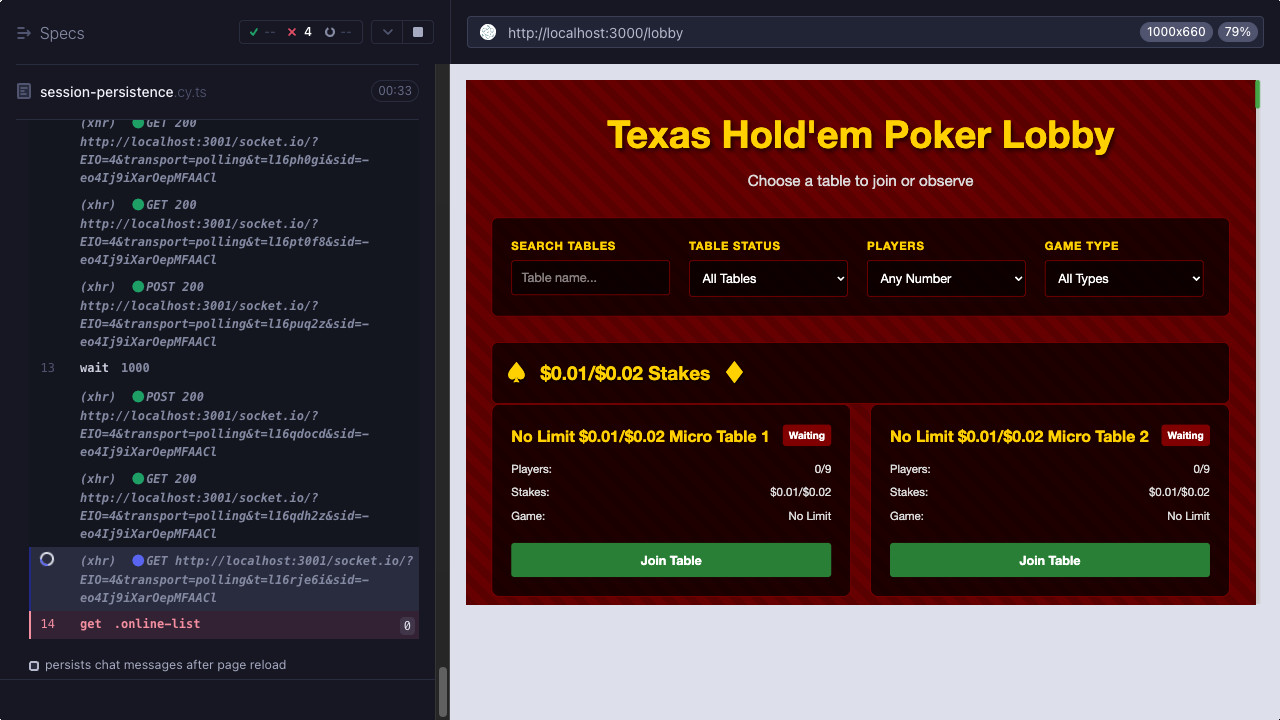 Specs
--
4
--
http://localhost:3000/lobby
1000x660
79%
session-persistence.cy.ts
00:33
(xhr) GET 200
http://localhost:3001/socket.io/?
EIO=4&transport=polling&t=l16ph0gi&sid=-
eo4Ij9iXarOepMFAACl
(xhr) GET 200
http://localhost:3001/socket.io/?
EIO=4&transport=polling&t=l16pt0f8&sid=-
eo4Ij9iXarOepMFAACl
(xhr) POST 200
http://localhost:3001/socket.io/?
EIO=4&transport=polling&t=l16puq2z&sid=-
eo4Ij9iXarOepMFAACl
13 wait 1000
(xhr) POST 200
http://localhost:3001/socket.io/?
EIO=4&transport=polling&t=l16qdocd&sid=-
eo4Ij9iXarOepMFAACl
(xhr) GET 200
http://localhost:3001/socket.io/?
EIO=4&transport=polling&t=l16qdh2z&sid=-
eo4Ij9iXarOepMFAACl
(xhr) GET http://localhost:3001/socket.io/?
EIO=4&transport=polling&t=l16rje6i&sid=-
eo4Ij9iXarOepMFAACl
14 get .online-list 0
persists chat messages after page reload
Texas Hold'em Poker Lobby
Choose a table to join or observe
SEARCH TABLES
Table name...
TABLE STATUS
All Tables
PLAYERS
Any Number
GAME TYPE
All Types
♠ $0.01/$0.02 Stakes ♦
No Limit $0.01/$0.02 Micro Table 1 Waiting
Players: 0/9
Stakes: $0.01/$0.02
Game: No Limit
Join Table
No Limit $0.01/$0.02 Micro Table 2 Waiting
Players: 0/9
Stakes: $0.01/$0.02
Game: No Limit
Join Table